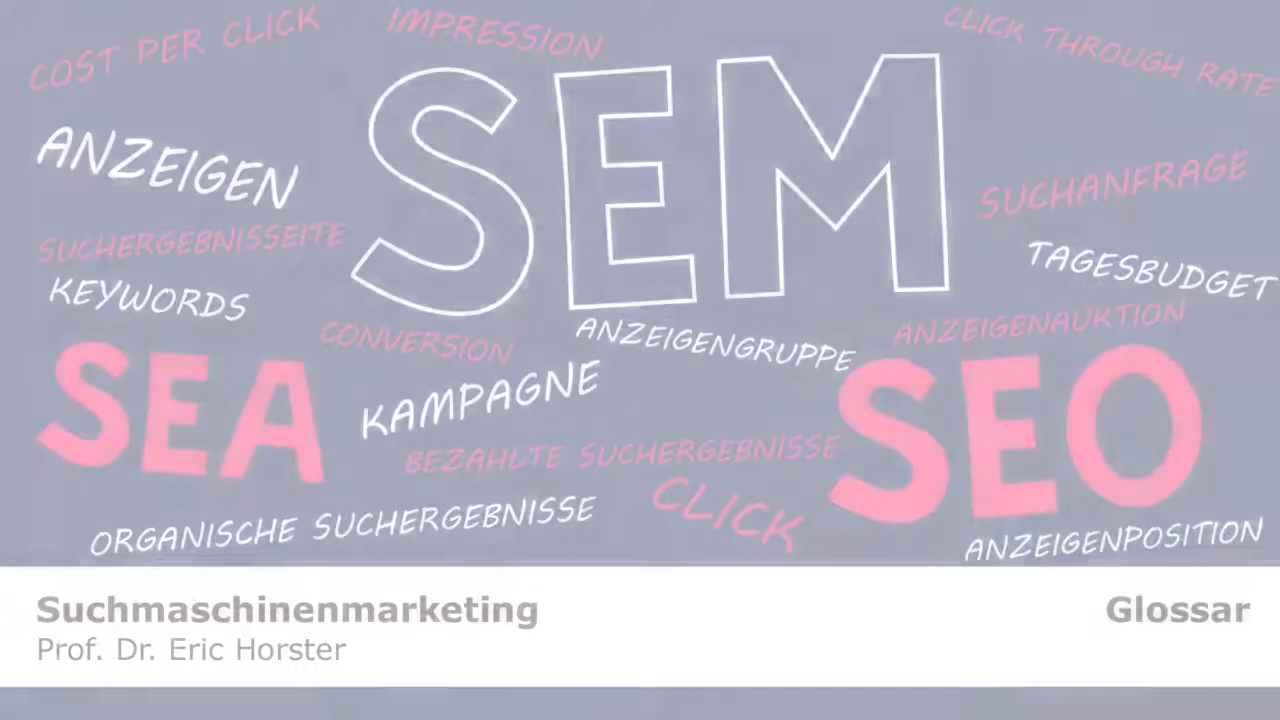 COST PER CLICK
IMPRESSION
CLICK THROUGH RATE
SEM
ANZEIGEN
SUCHANFRAGE
SUCHERGEBNISSEITE
TAGESBUDGET
KEYWORDS
CONVERSION
ANZEIGENGRUPPE
ANZEIGENAUKTION
SEA
KAMPAGNE
SEO
BEZAHLTE SUCHERGEBNISSE
CLICK
ORGANISCHE SUCHERGEBNISSE
ANZEIGENPOSITION
Suchmaschinenmarketing
Glossar
Prof. Dr. Eric Horster